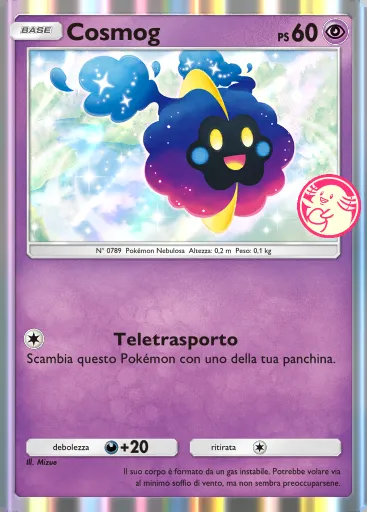 BASE
Cosmog
PS 60
N° 0789 Pokémon Nebulosa Altezza: 0,2 m Peso: 0,1 kg
Teletrasporto
Scambia questo Pokémon con uno della tua panchina.
debolezza +20
ritirata
Ill. Mizue
Il suo corpo è formato da un gas instabile. Potrebbe volare via
al minimo soffio di vento, ma non sembra preoccuparsene.